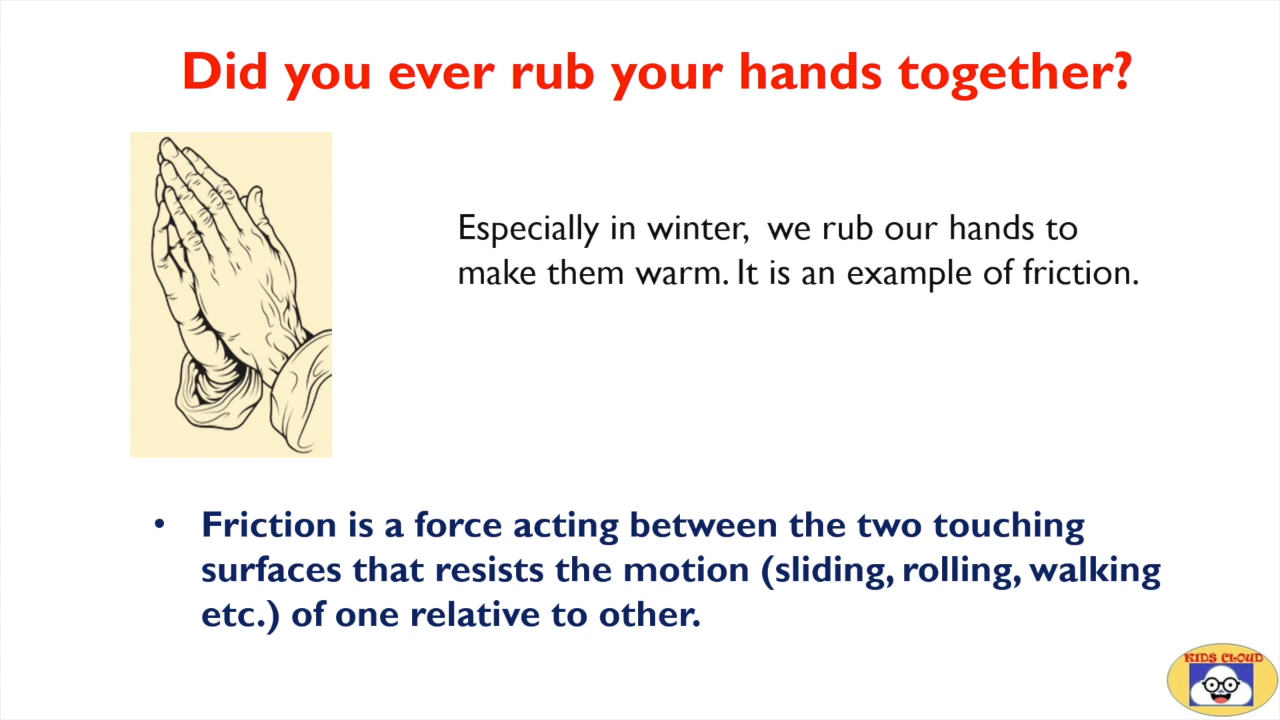 Did you ever rub your hands together?
Especially in winter, we rub our hands to
make them warm. It is an example of friction.
• Friction is a force acting between the two touching
surfaces that resists the motion (sliding, rolling, walking
etc.) of one relative to other.
KIDS CLOUD